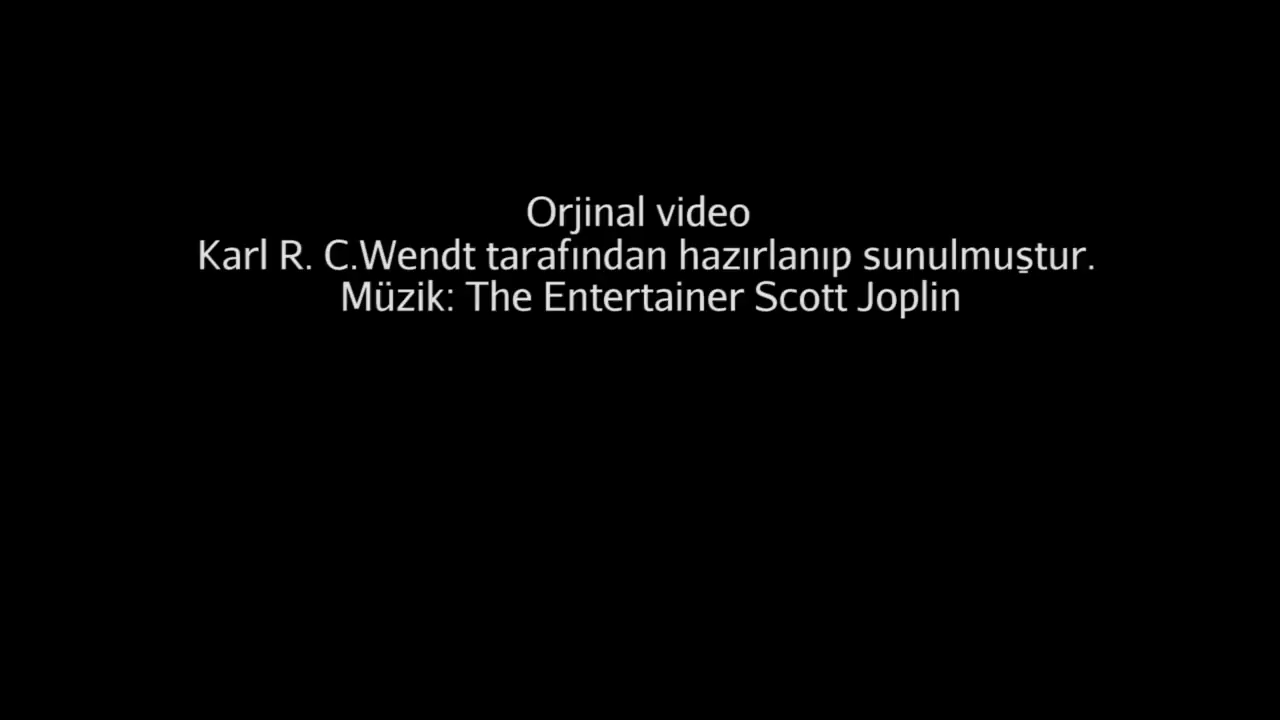 Orjinal video
Karl R. C.Wendt tarafından hazırlanıp sunulmuştur.
Müzik: The Entertainer Scott Joplin